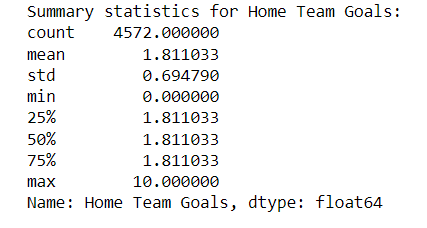 Summary statistics for Home Team Goals:
count    4572.000000
mean        1.811033
std         0.694790
min         0.000000
25%         1.811033
50%         1.811033
75%         1.811033
max        10.000000
Name: Home Team Goals, dtype: float64